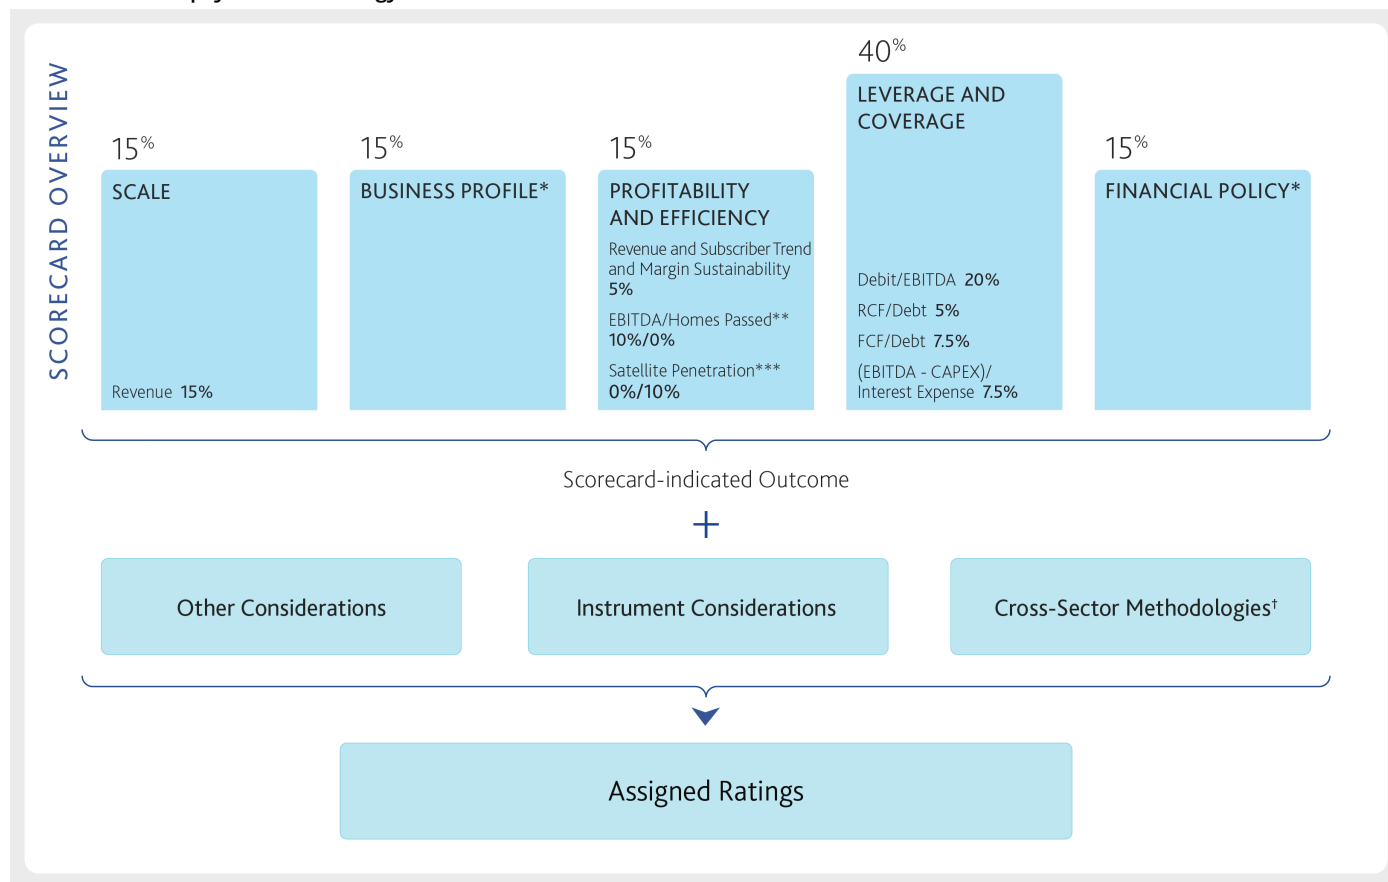 SCORECARD OVERVIEW
15%
SCALE
Revenue 15%
15%
BUSINESS PROFILE*
15%
PROFITABILITY
AND EFFICIENCY
Revenue and Subscriber Trend
and Margin Sustainability
5%
EBITDA/Homes Passed**
10%/0%
Satellite Penetration***
0%/10%
40%
LEVERAGE AND
COVERAGE
Debit/EBITDA 20%
RCF/Debt 5%
FCF/Debt 7.5%
(EBITDA - CAPEX)/
Interest Expense 7.5%
15%
FINANCIAL POLICY*
Scorecard-indicated Outcome
+
Other Considerations
Instrument Considerations
Cross-Sector Methodologies†
Assigned Ratings